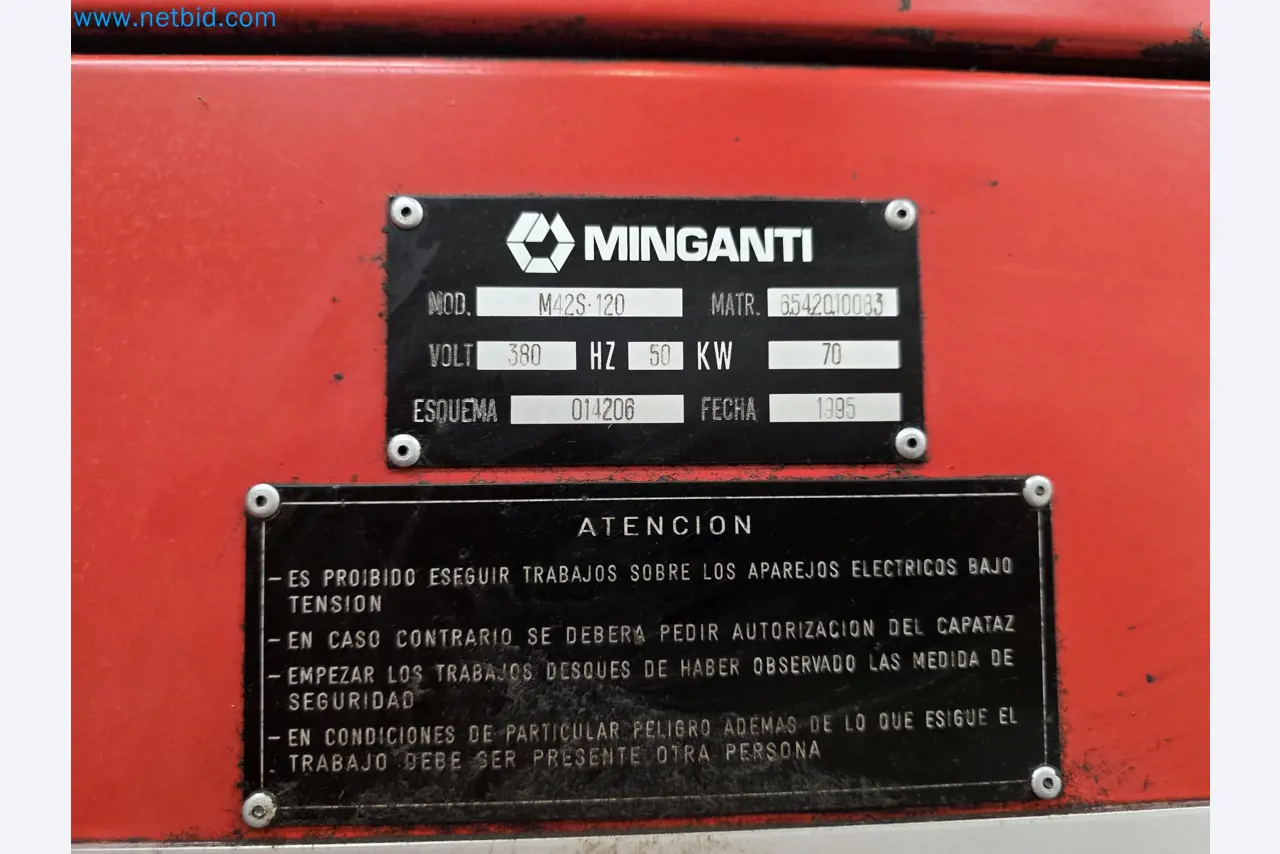 www.netbid.com
MINGANTI
MOD. M42S·120 MATR. 6.5420.10083
VOLT 380 HZ 50 KW 70
ESQUEMA 014206 FECHA 1995
ATENCION
- ES PROIBIDO ESEGUIR TRABAJOS SOBRE LOS APAREJOS ELECTRICOS BAJO
TENSION
- EN CASO CONTRARIO SE DEBERA PEDIR AUTORIZACION DEL CAPATAZ
- EMPEZAR LOS TRABAJOS DESQUES DE HABER OBSERVADO LAS MEDIDA DE
SEGURIDAD
- EN CONDICIONES DE PARTICULAR PELIGRO ADEMAS DE LO QUE ESIGUE EL
TRABAJO DEBE SER PRESENTE OTRA PERSONA